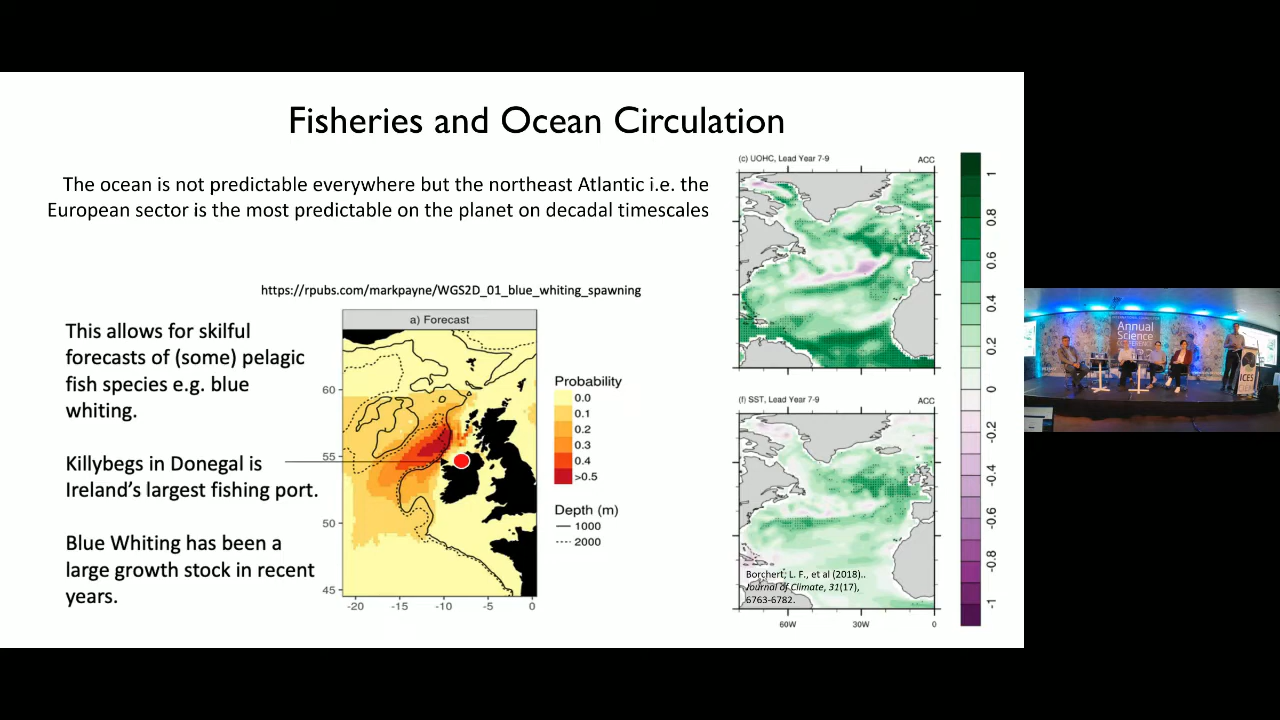 Fisheries and Ocean Circulation
The ocean is not predictable everywhere but the northeast Atlantic i.e. the
European sector is the most predictable on the planet on decadal timescales
https://rpubs.com/markpayne/WGS2D_01_blue_whiting_spawning
This allows for skilful
forecasts of (some) pelagic
fish species e.g. blue
whiting.
Killybegs in Donegal is
Ireland's largest fishing port.
Blue Whiting has been a
large growth stock in recent
years.
a) Forecast
60
55
50
45
-20 -15 -10 -5 0
Probability
0.0
0.1
0.2
0.3
0.4
>0.5
Depth (m)
1000
2000
(c) UOHC, Lead Year 7-9 ACC
(f) SST, Lead Year 7-9 ACC
Borchert, L. F., et al (2018)..
Journal of Climate, 31(17),
6763-6782.
60W 30W 0
1
0.8
0.6
0.4
0.2
0
-0.2
-0.4
-0.6
-0.8
-1
Annual
Science
ICES